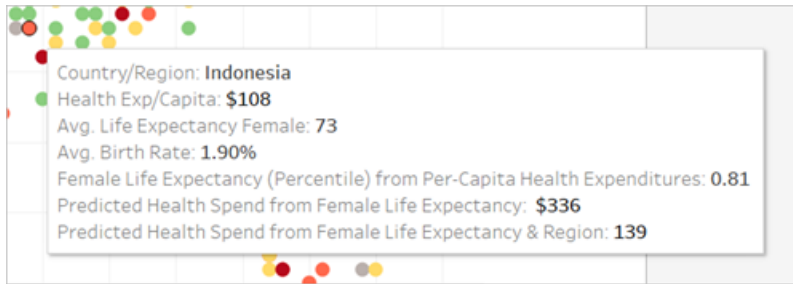 Country/Region: Indonesia
Health Exp/Capita: $108
Avg. Life Expectancy Female: 73
Avg. Birth Rate: 1.90%
Female Life Expectancy (Percentile) from Per-Capita Health Expenditures: 0.81
Predicted Health Spend from Female Life Expectancy: $336
Predicted Health Spend from Female Life Expectancy & Region: 139